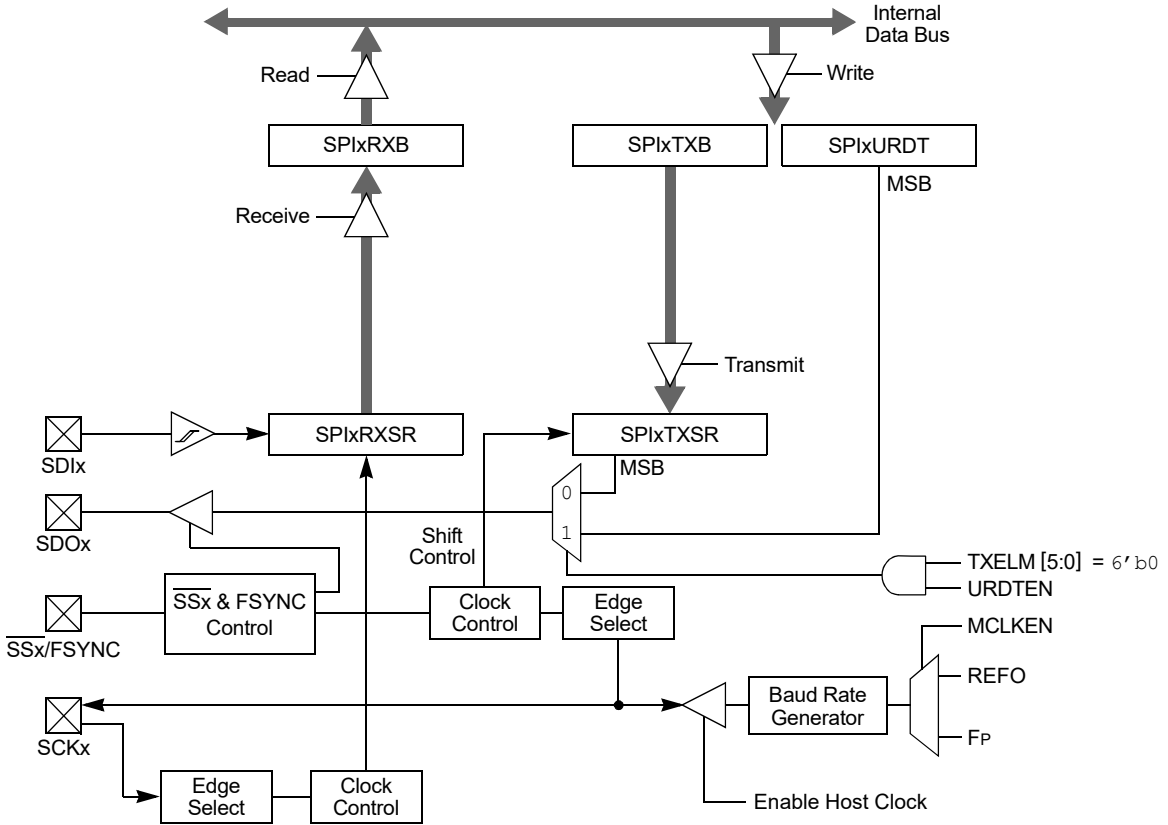 Internal
Data Bus
Read
Write
SPIxRXB
SPIxTXB
SPIxURDT
MSB
Receive
Transmit
SDIx
SPIxRXSR
SPIxTXSR
MSB
0
SDOx
Shift
Control
1
TXELM [5:0] = 6’b0
URDTEN
SSx/FSYNC
SSx & FSYNC
Control
Clock
Control
Edge
Select
MCLKEN
REFO
Baud Rate
Generator
FP
SCKx
Edge
Select
Clock
Control
Enable Host Clock